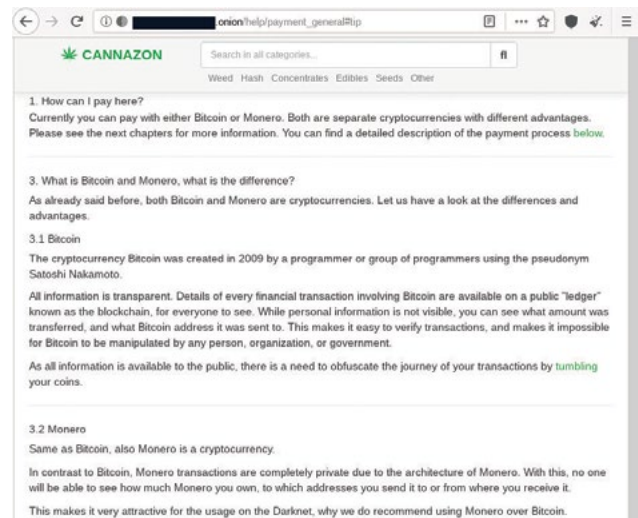 .onion/help/payment_general#tip
CANNAZON
Search in all categories...
Weed Hash Concentrates Edibles Seeds Other
1. How can I pay here?
Currently you can pay with either Bitcoin or Monero. Both are separate cryptocurrencies with different advantages.
Please see the next chapters for more information. You can find a detailed description of the payment process below.
3. What is Bitcoin and Monero, what is the difference?
As already said before, both Bitcoin and Monero are cryptocurrencies. Let us have a look at the differences and
advantages.
3.1 Bitcoin
The cryptocurrency Bitcoin was created in 2009 by a programmer or group of programmers using the pseudonym
Satoshi Nakamoto.
All information is transparent. Details of every financial transaction involving Bitcoin are available on a public "ledger"
known as the blockchain, for everyone to see. While personal information is not visible, you can see what amount was
transferred, and what Bitcoin address it was sent to. This makes it easy to verify transactions, and makes it impossible
for Bitcoin to be manipulated by any person, organization, or government.
As all information is available to the public, there is a need to obfuscate the journey of your transactions by tumbling
your coins.
3.2 Monero
Same as Bitcoin, also Monero is a cryptocurrency.
In contrast to Bitcoin, Monero transactions are completely private due to the architecture of Monero. With this, no one
will be able to see how much Monero you own, to which addresses you send it to or from where you receive it.
This makes it very attractive for the usage on the Darknet, why we do recommend using Monero over Bitcoin.